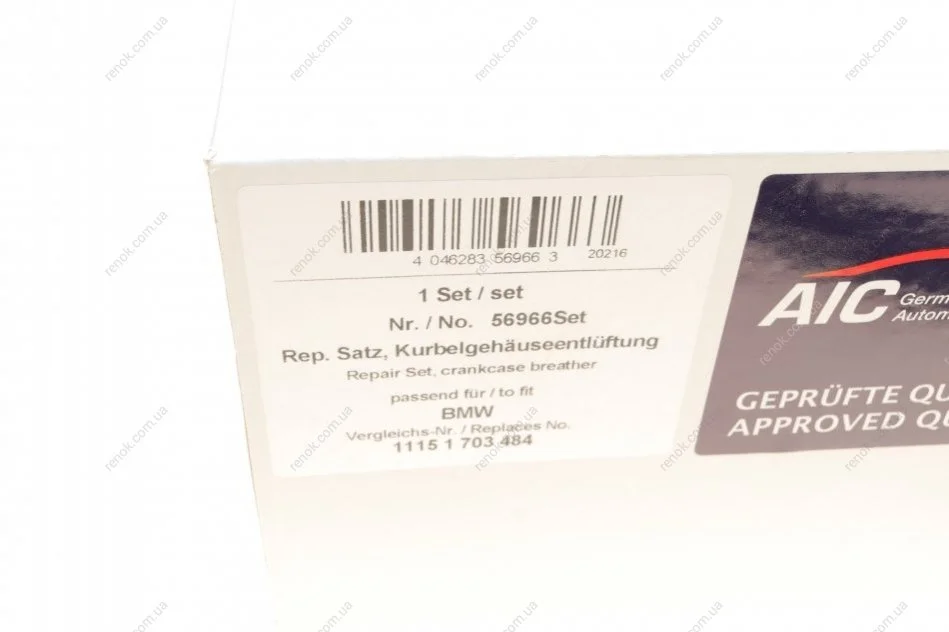 4 046283 56966 3
20216
1 Set / set
Nr. / No. 56966Set
Rep. Satz, Kurbelgehäuseentlüftung
Repair Set, crankcase breather
passend für / to fit
BMW
Vergleichs-Nr. / Replaces No.
1115 1 703 484
AIC
Germ
Autom
GEPRÜFTE QU
APPROVED QU
renok.com.ua